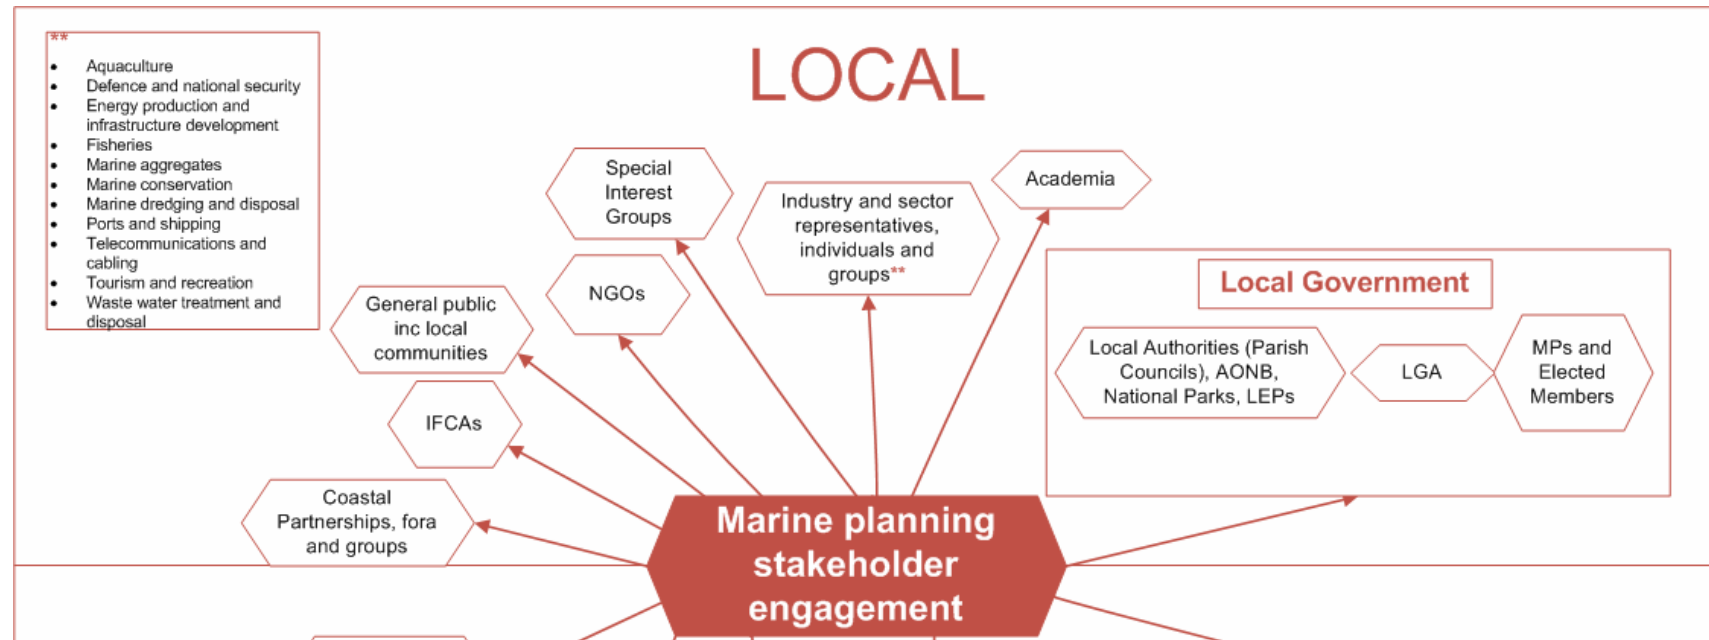 **
• Aquaculture
• Defence and national security
• Energy production and
infrastructure development
• Fisheries
• Marine aggregates
• Marine conservation
• Marine dredging and disposal
• Ports and shipping
• Telecommunications and
cabling
• Tourism and recreation
• Waste water treatment and
disposal
LOCAL
Special
Interest
Groups
Industry and sector
representatives,
individuals and
groups**
Academia
NGOs
General public
inc local
communities
IFCAs
Coastal
Partnerships, fora
and groups
Local Government
Local Authorities (Parish
Councils), AONB,
National Parks, LEPs
LGA
MPs and
Elected
Members
Marine planning
stakeholder
engagement